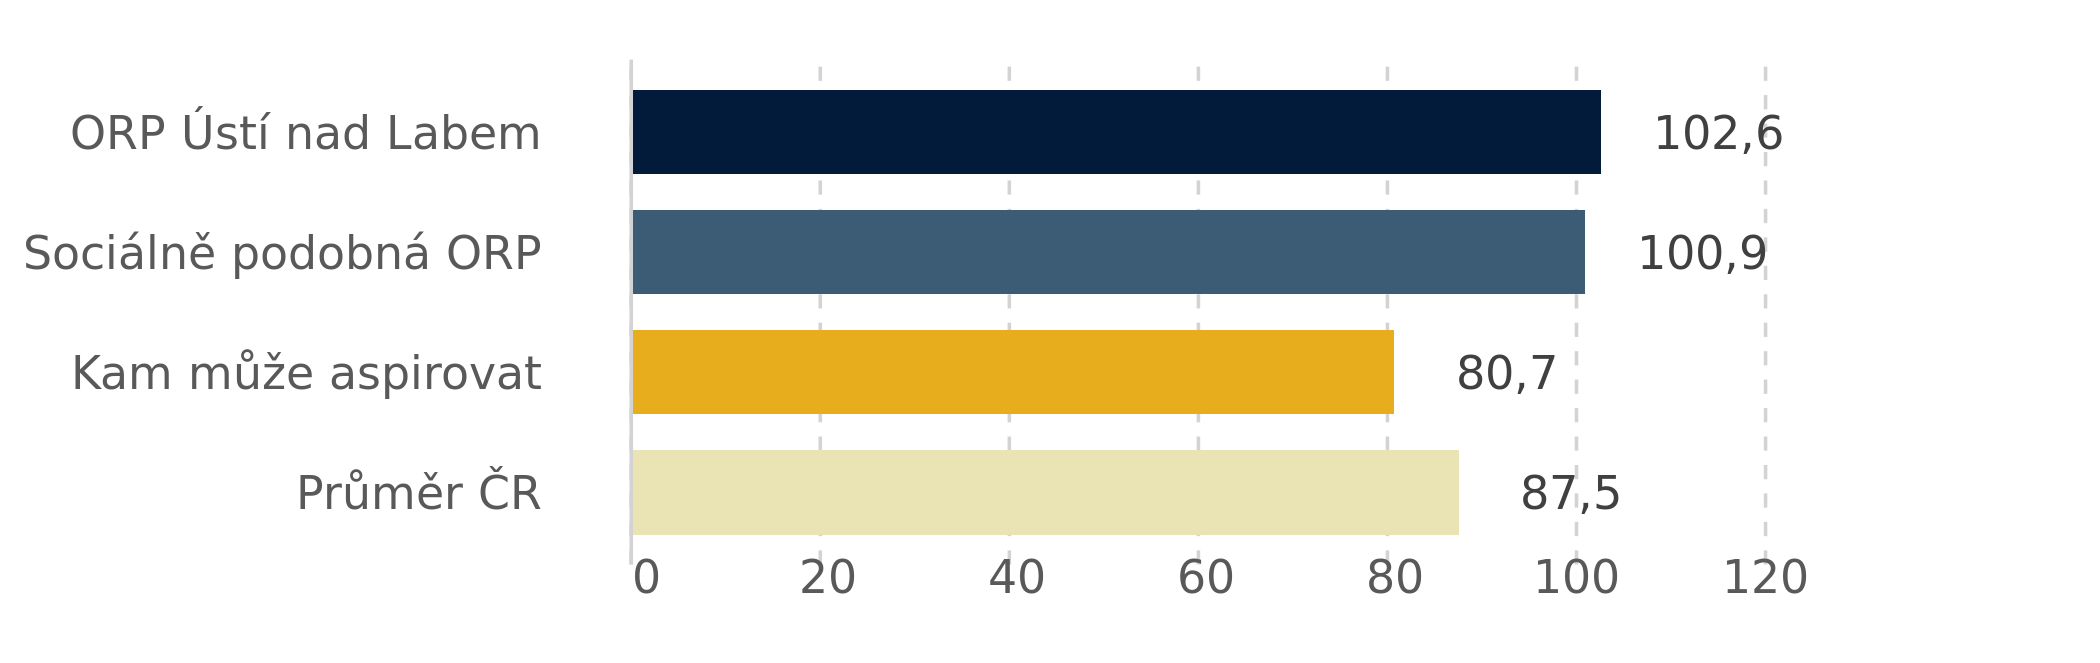 ORP Ústí nad Labem 102,6
Sociálně podobná ORP 100,9
Kam může aspirovat 80,7
Průměr ČR 87,5
0 20 40 60 80 100 120